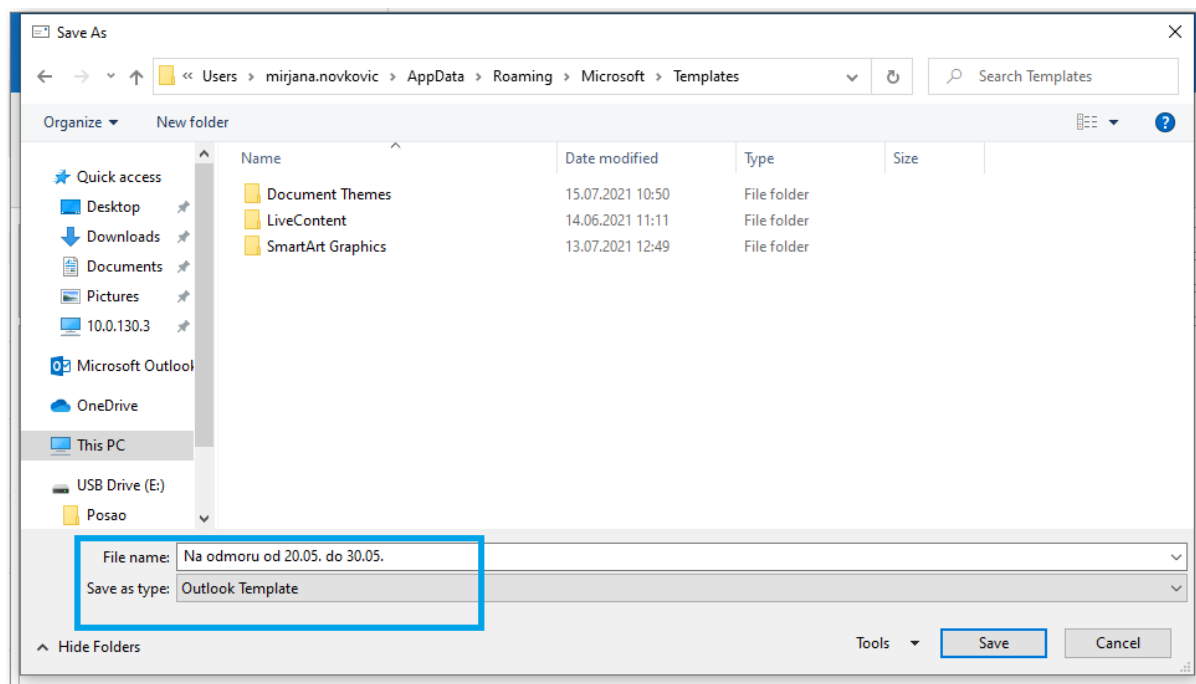 Save As
« Users > mirjana.novkovic > AppData > Roaming > Microsoft > Templates
Search Templates
Organize
New folder
Name Date modified Type Size
Quick access
Desktop
Downloads
Documents
Pictures
10.0.130.3
Microsoft Outlook
OneDrive
This PC
USB Drive (E:)
Posao
Document Themes 15.07.2021 10:50 File folder
LiveContent 14.06.2021 11:11 File folder
SmartArt Graphics 13.07.2021 12:49 File folder
File name: Na odmoru od 20.05. do 30.05.
Save as type: Outlook Template
Hide Folders
Tools Save Cancel